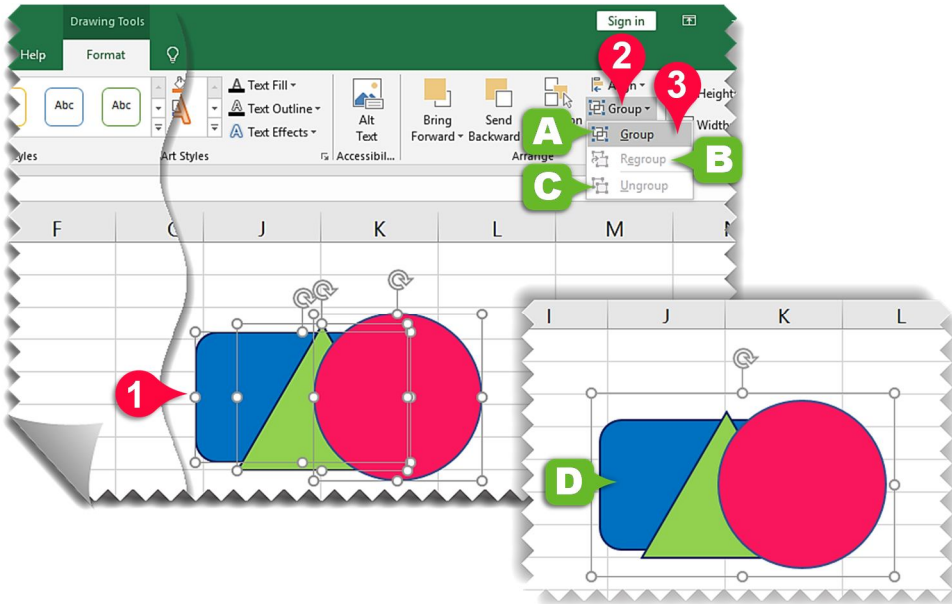 Drawing Tools
Sign in
Help
Format
Abc
Abc
Text Fill
Text Outline
Text Effects
Alt
Text
Bring
Forward
Send
Backward
Group
Height
Width
yles
Art Styles
Accessibil...
Arrange
Group
Regroup
Ungroup
1
2
3
A
B
C
F
J
K
L
M
I
J
K
L
D